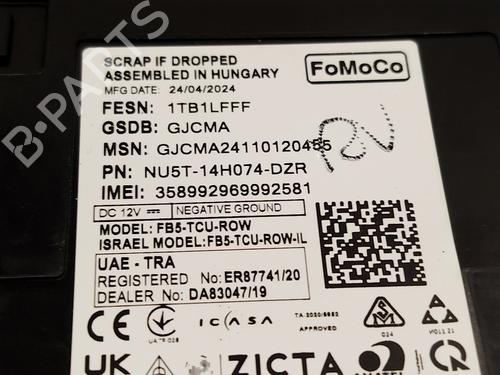 SCRAP IF DROPPED
ASSEMBLED IN HUNGARY
FoMoCo
MFG DATE: 24/04/2024
FESN: 1TB1LFFF
GSDB: GJCMA
MSN: GJCMA24110120455
PN: NU5T-14H074-DZR
IMEI: 358992969992581
DC 12V NEGATIVE GROUND
MODEL: FB5-TCU-ROW
ISRAEL MODEL:FB5-TCU-ROW-IL
UAE - TRA
REGISTERED No:ER87741/20
DEALER No: DA83047/19
CE
ICASA
APPROVED
024
UK
ZICTA
B-PARTS